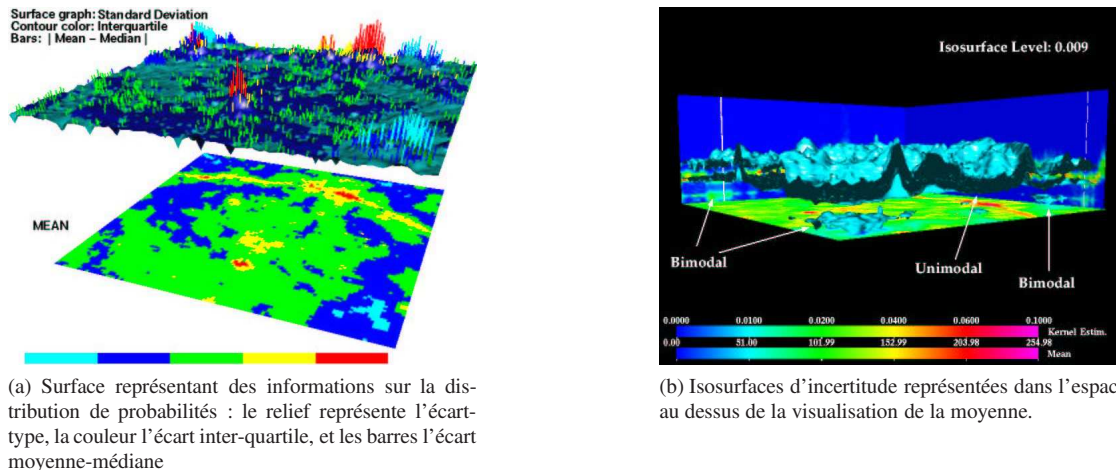 Surface graph: Standard Deviation
Contour color: Interquartile
Bars: | Mean – Median |
MEAN
(a) Surface représentant des informations sur la dis-
tribution de probabilités : le relief représente l'écart-
type, la couleur l'écart inter-quartile, et les barres l'écart
moyenne-médiane
Isosurface Level: 0.009
Bimodal
Unimodal
Bimodal
0.0000 0.0100 0.0200 0.0400 0.0600 0.1000
Kernel Estim.
0.00 51.00 101.99 152.99 203.98 254.98
Mean
(b) Isosurfaces d'incertitude représentées dans l'espac
au dessus de la visualisation de la moyenne.